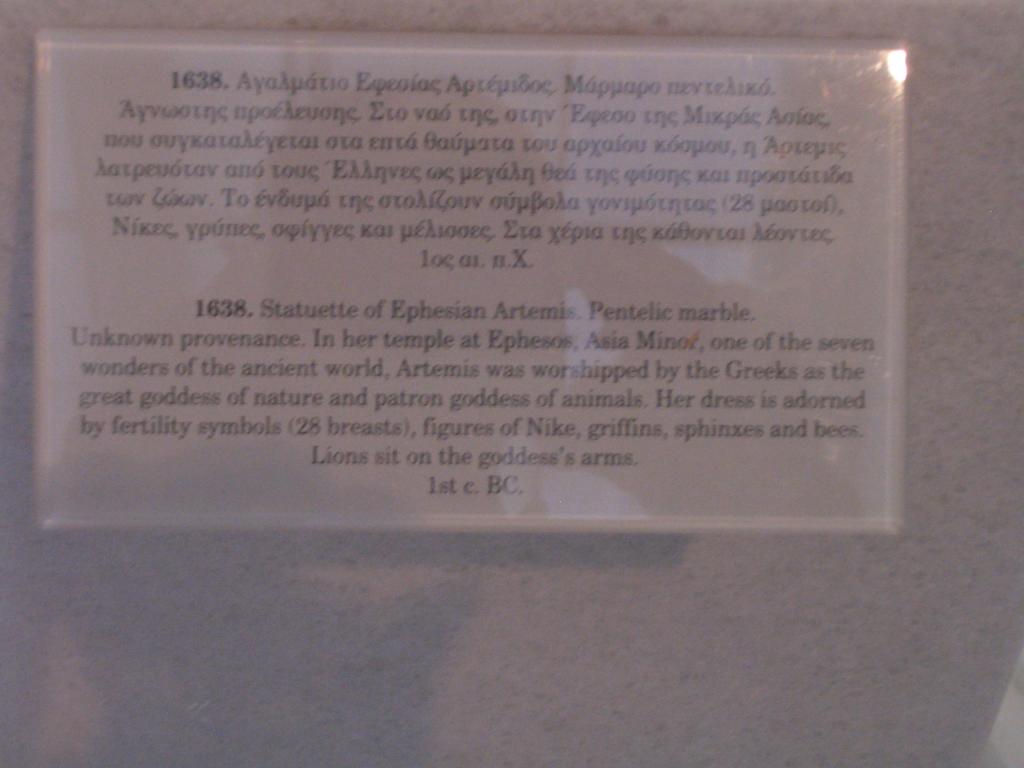 1638. Αγαλμάτιο Εφεσίας Αρτέμιδος. Μάρμαρο πεντελικό.
Άγνωστης προέλευσης. Στο ναό της, στην Έφεσο της Μικράς Ασίας,
που συγκαταλέγεται στα επτά θαύματα του αρχαίου κόσμου, η Άρτεμις
λατρευόταν από τους Έλληνες ως μεγάλη θεά της φύσης και προστάτιδα
των ζώων. Το ένδυμά της στολίζουν σύμβολα γονιμότητας (28 μαστοί),
Νίκες, γρύπες, σφίγγες και μέλισσες. Στα χέρια της κάθονται λέοντες.
1ος αι. π.Χ.
1638. Statuette of Ephesian Artemis. Pentelic marble.
Unknown provenance. In her temple at Ephesos, Asia Minor, one of the seven
wonders of the ancient world, Artemis was worshipped by the Greeks as the
great goddess of nature and patron goddess of animals. Her dress is adorned
by fertility symbols (28 breasts), figures of Nike, griffins, sphinxes and bees.
Lions sit on the goddess's arms.
1st c. BC.